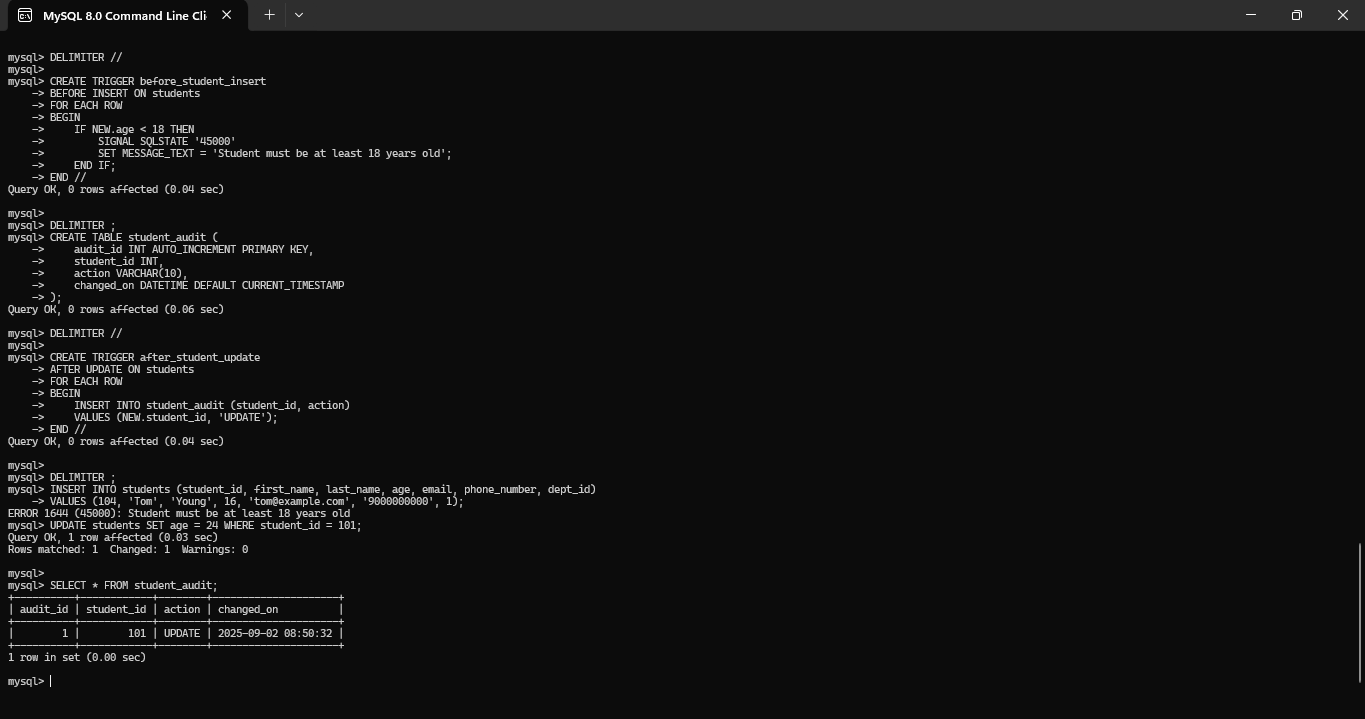 MySQL 8.0 Command Line Cli
mysql> DELIMITER //
mysql>
mysql> CREATE TRIGGER before_student_insert
    -> BEFORE INSERT ON students
    -> FOR EACH ROW
    -> BEGIN
    ->     IF NEW.age < 18 THEN
    ->         SIGNAL SQLSTATE '45000'
    ->         SET MESSAGE_TEXT = 'Student must be at least 18 years old';
    ->     END IF;
    -> END //
Query OK, 0 rows affected (0.04 sec)
mysql>
mysql> DELIMITER ;
mysql> CREATE TABLE student_audit (
    ->     audit_id INT AUTO_INCREMENT PRIMARY KEY,
    ->     student_id INT,
    ->     action VARCHAR(10),
    ->     changed_on DATETIME DEFAULT CURRENT_TIMESTAMP
    -> );
Query OK, 0 rows affected (0.06 sec)
mysql> DELIMITER //
mysql>
mysql> CREATE TRIGGER after_student_update
    -> AFTER UPDATE ON students
    -> FOR EACH ROW
    -> BEGIN
    ->     INSERT INTO student_audit (student_id, action)
    ->     VALUES (NEW.student_id, 'UPDATE');
    -> END //
Query OK, 0 rows affected (0.04 sec)
mysql>
mysql> DELIMITER ;
mysql> INSERT INTO students (student_id, first_name, last_name, age, email, phone_number, dept_id)
    -> VALUES (104, 'Tom', 'Young', 16, 'tom@example.com', '9000000000', 1);
ERROR 1644 (45000): Student must be at least 18 years old
mysql> UPDATE students SET age = 24 WHERE student_id = 101;
Query OK, 1 row affected (0.03 sec)
Rows matched: 1  Changed: 1  Warnings: 0
mysql>
mysql> SELECT * FROM student_audit;
+----------+------------+--------+---------------------+
| audit_id | student_id | action | changed_on          |
+----------+------------+--------+---------------------+
|        1 |        101 | UPDATE | 2025-09-02 08:50:32 |
+----------+------------+--------+---------------------+
1 row in set (0.00 sec)
mysql>